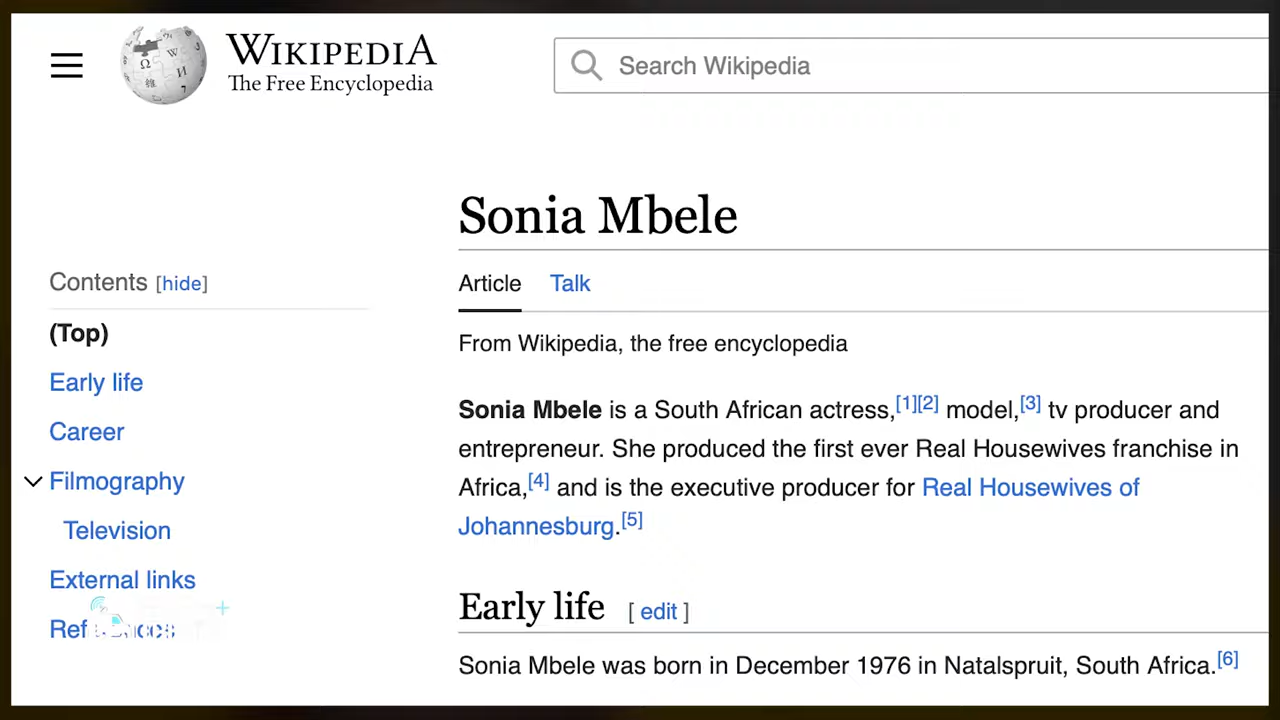 WIKIPEDIA
The Free Encyclopedia
Search Wikipedia
Sonia Mbele
Contents [hide]
Article Talk
(Top)
From Wikipedia, the free encyclopedia
Early life
Sonia Mbele is a South African actress,[1][2] model,[3] tv producer and
Career
entrepreneur. She produced the first ever Real Housewives franchise in
Filmography
Africa,[4] and is the executive producer for Real Housewives of
Television
Johannesburg.[5]
External links
Early life [ edit ]
Sonia Mbele was born in December 1976 in Natalspruit, South Africa.[6]